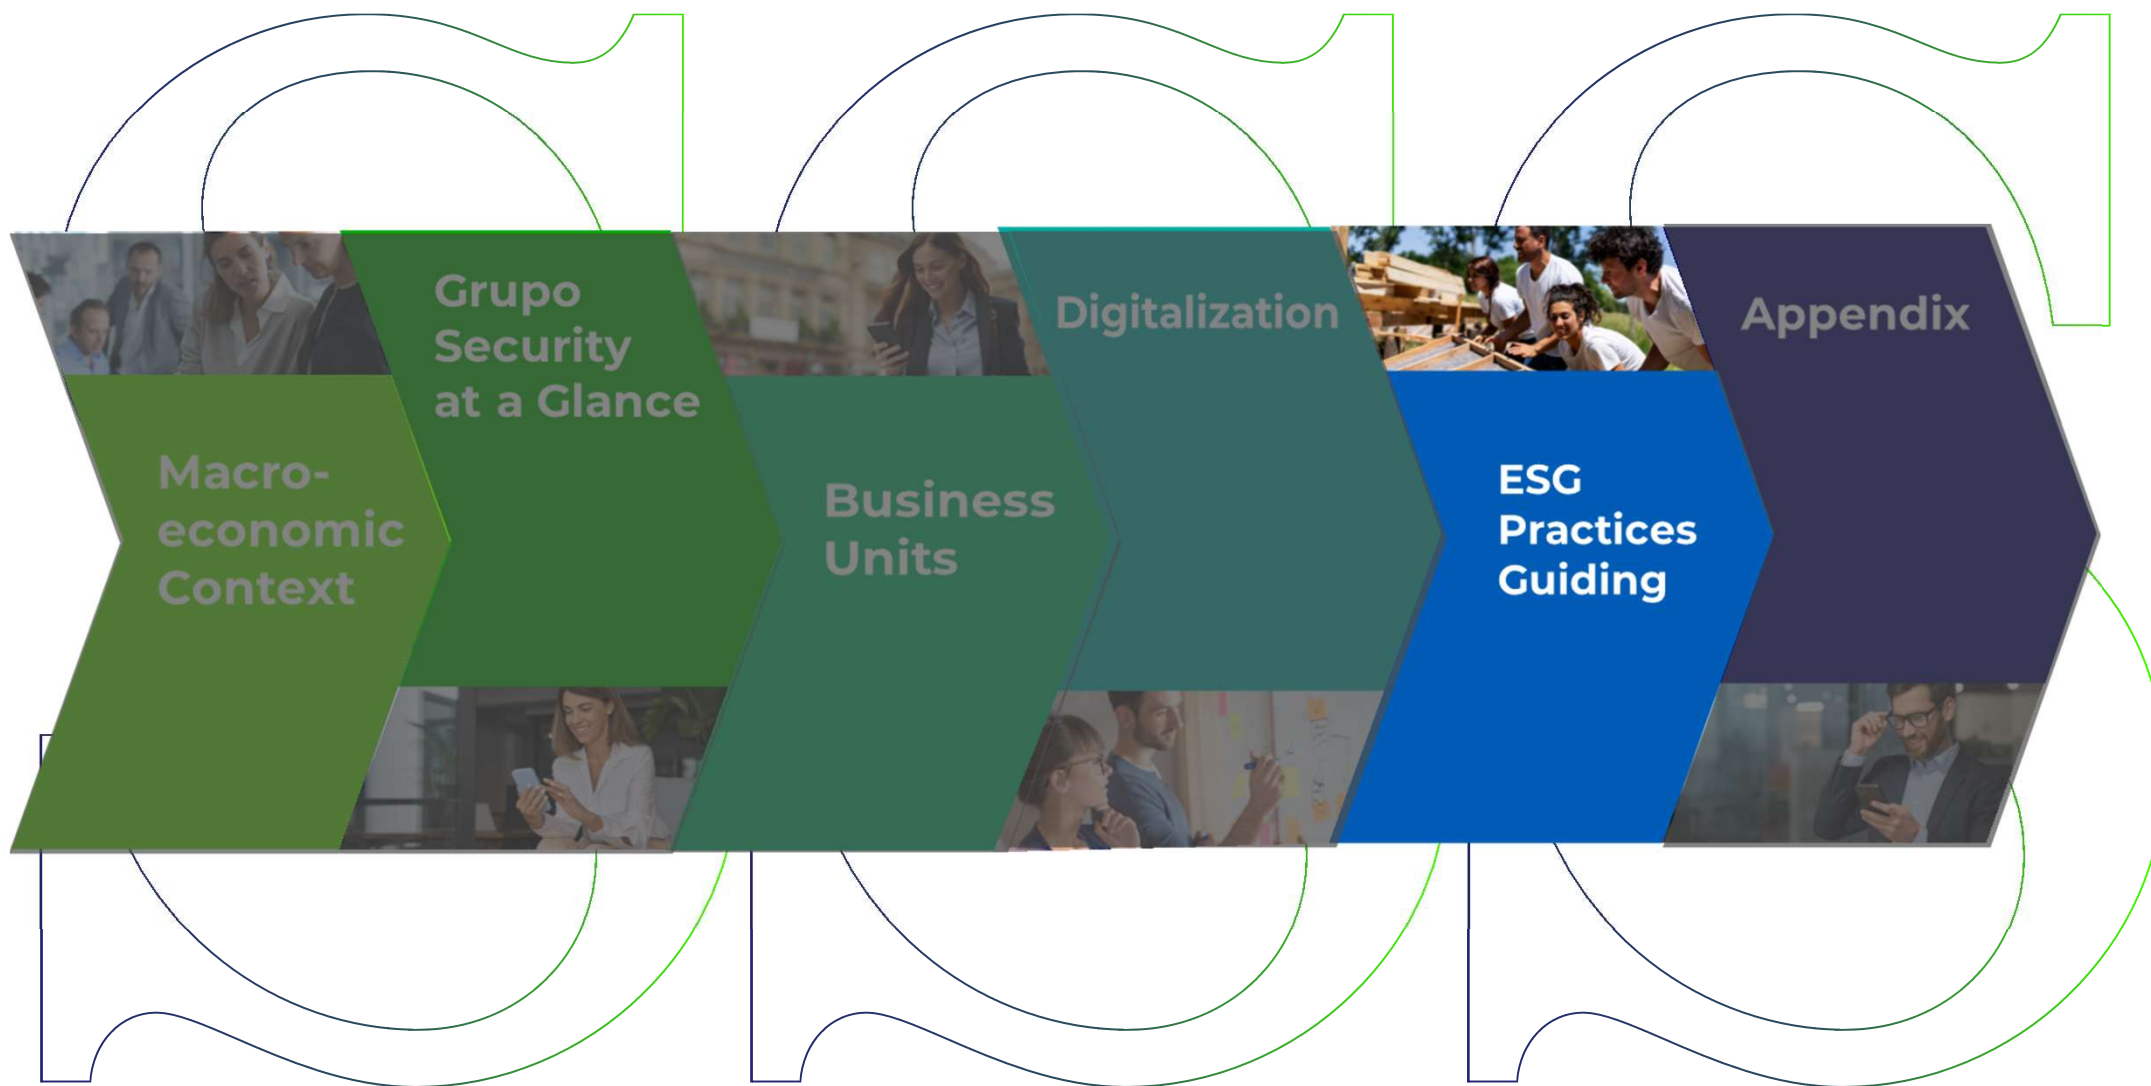 Macro-
economic
Context
Grupo
Security
at a Glance
Business
Units
Digitalization
ESG
Practices
Guiding
Appendix